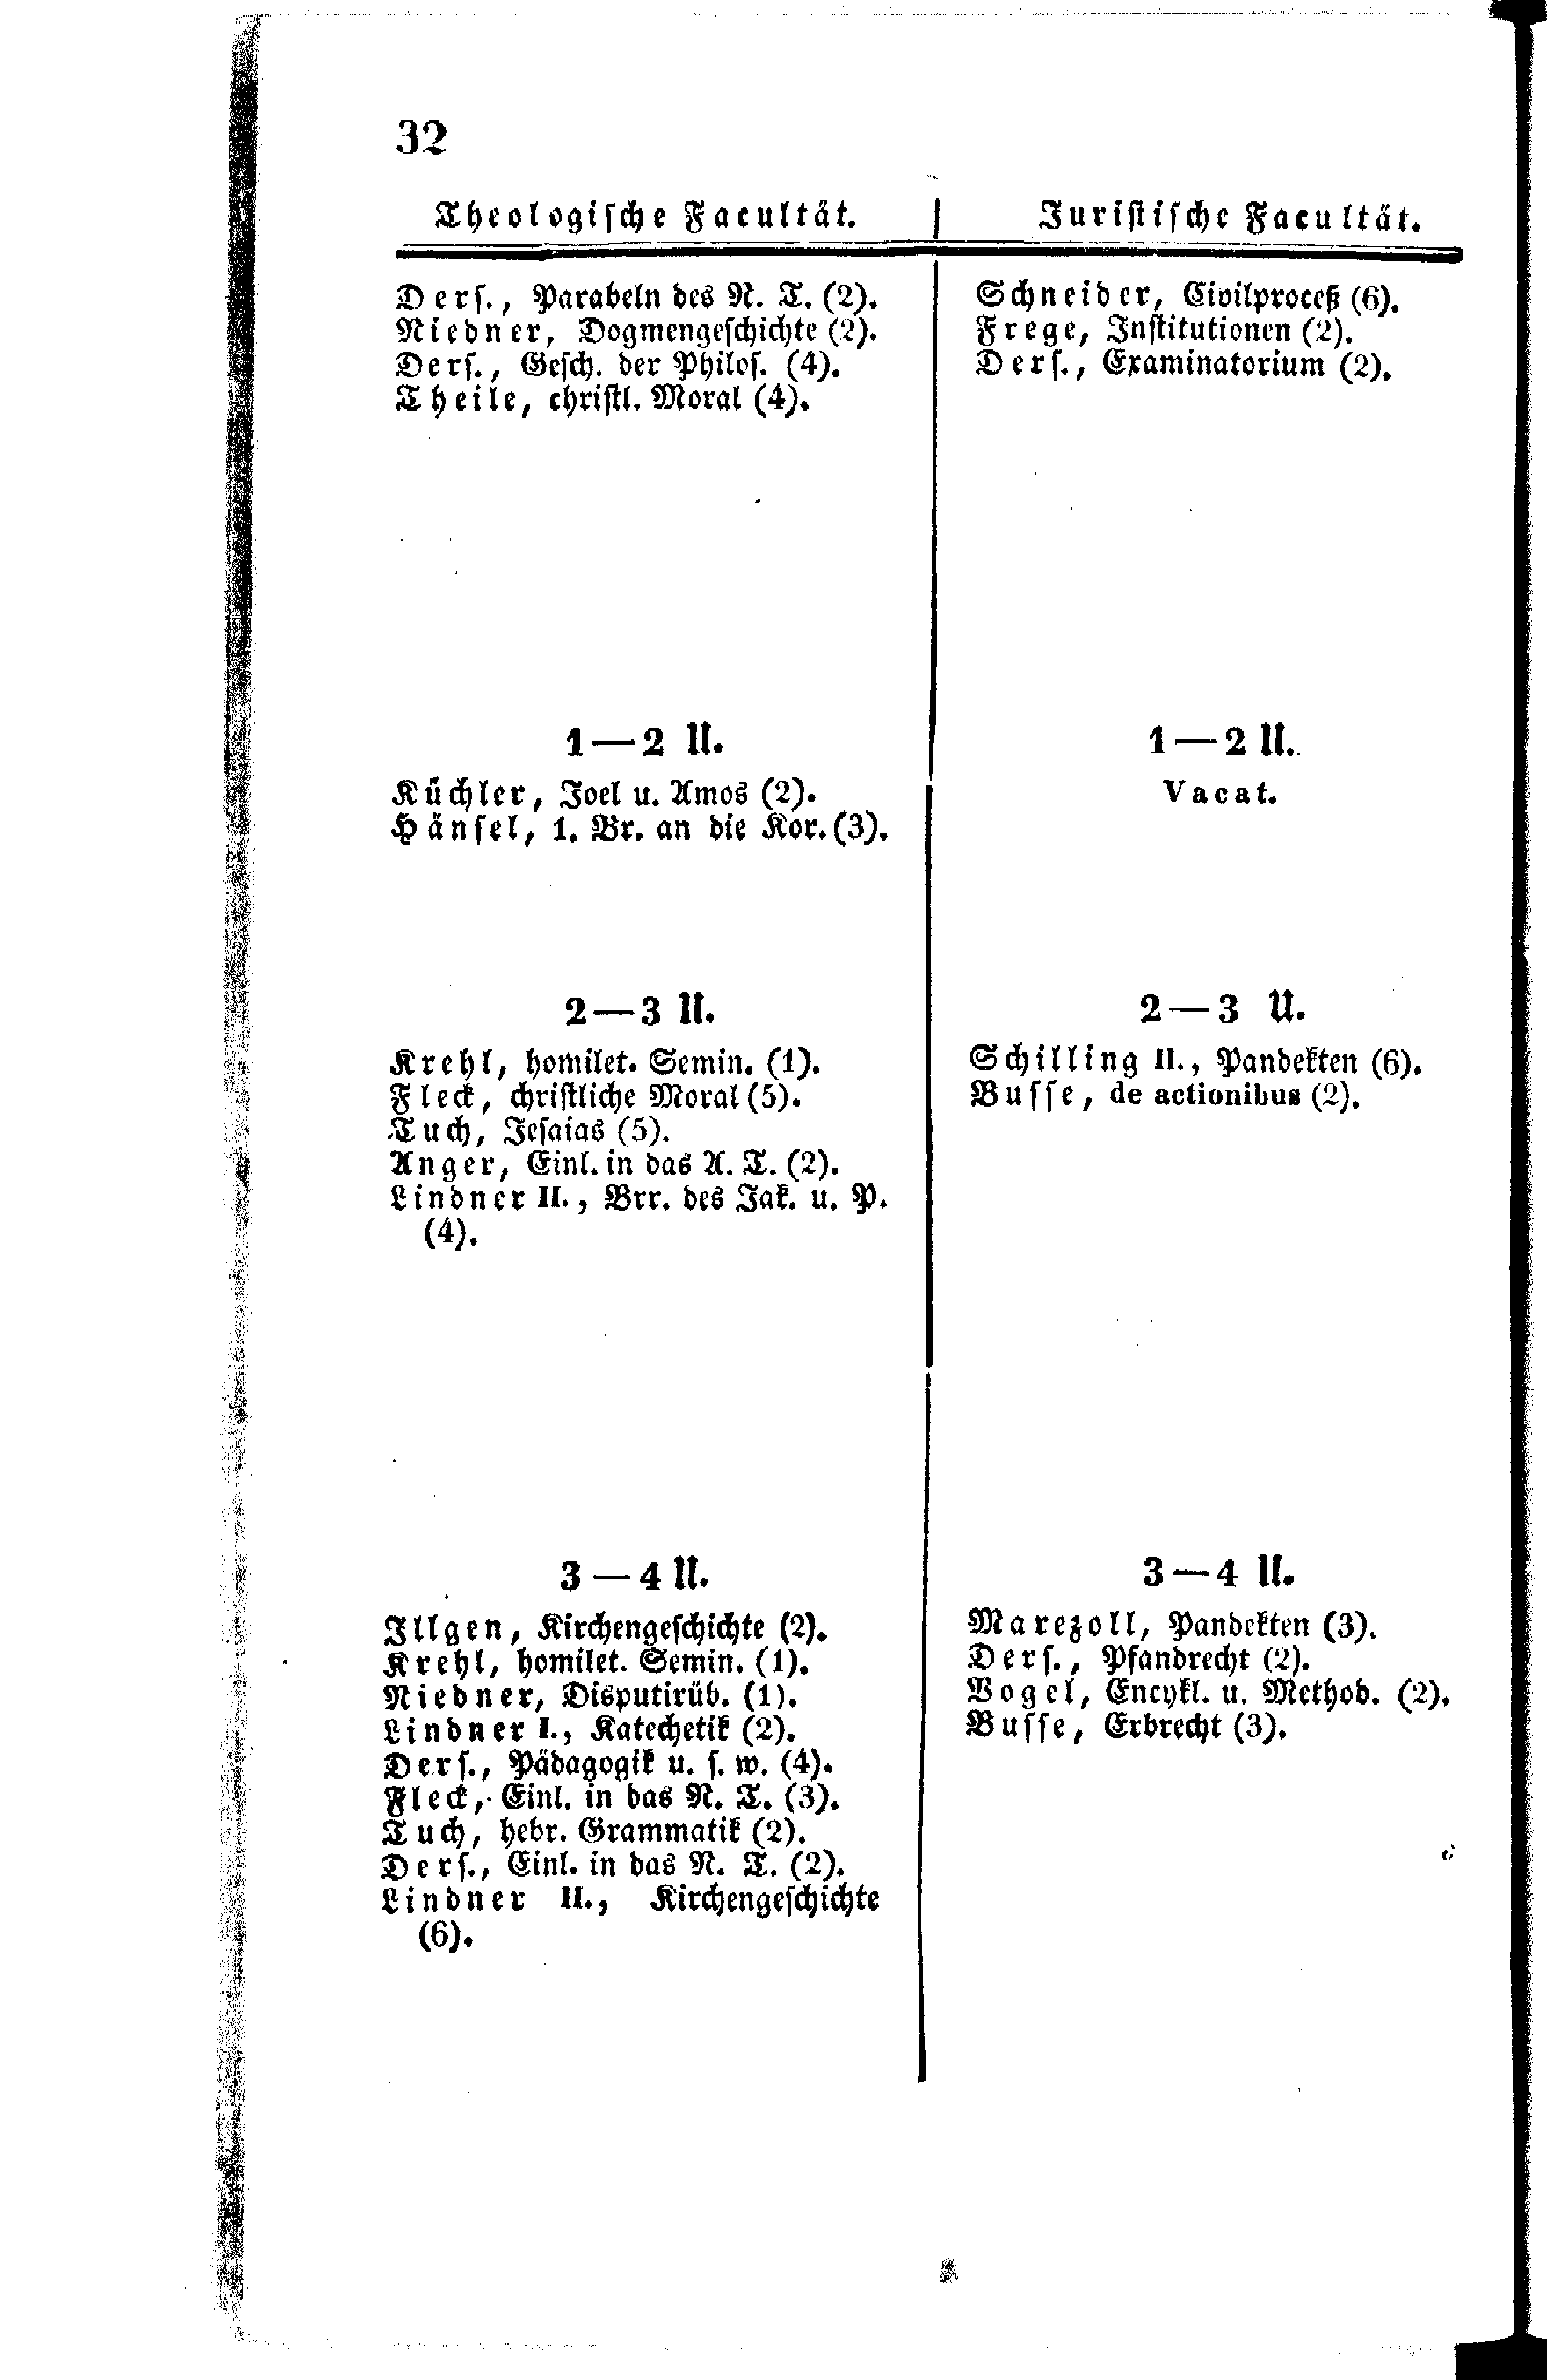 32
Theologische Facultät.
Ders., Parabeln des N. T. (2).
Niedner, Dogmengeschichte (2).
Ders., Gesch. der Philos. (4).
Theile, christl. Moral (4).
1—2 U.
Küchler, Joel u. Amos (2).
Hänsel, 1. Br. an die Kor. (3).
2—3 U.
Krehl, homilet. Semin. (1).
Fleck, christliche Moral (5).
Tuch, Jesaias (5).
Anger, Einl. in das A. T. (2).
Lindner II., Brr. des Jak. u. P.
(4).
3—4 U.
Illgen, Kirchengeschichte (2).
Krehl, homilet. Semin. (1).
Niedner, Disputirüb. (1).
Lindner I., Katechetik (2).
Ders., Pädagogik u. s. w. (4).
Fleck, Einl. in das N. T. (3).
Tuch, hebr. Grammatik (2).
Ders., Einl. in das N. T. (2).
Lindner II., Kirchengeschichte
(6).
Juristische Facultät.
Schneider, Civilproceß (6).
Frege, Institutionen (2).
Ders., Examinatorium (2).
1—2 U.
Vacat.
2—3 U.
Schilling II., Pandekten (6).
Busse, de actionibus (2).
3—4 U.
Marezoll, Pandekten (3).
Ders., Pfandrecht (2).
Vogel, Encykl. u. Method. (2).
Busse, Erbrecht (3).